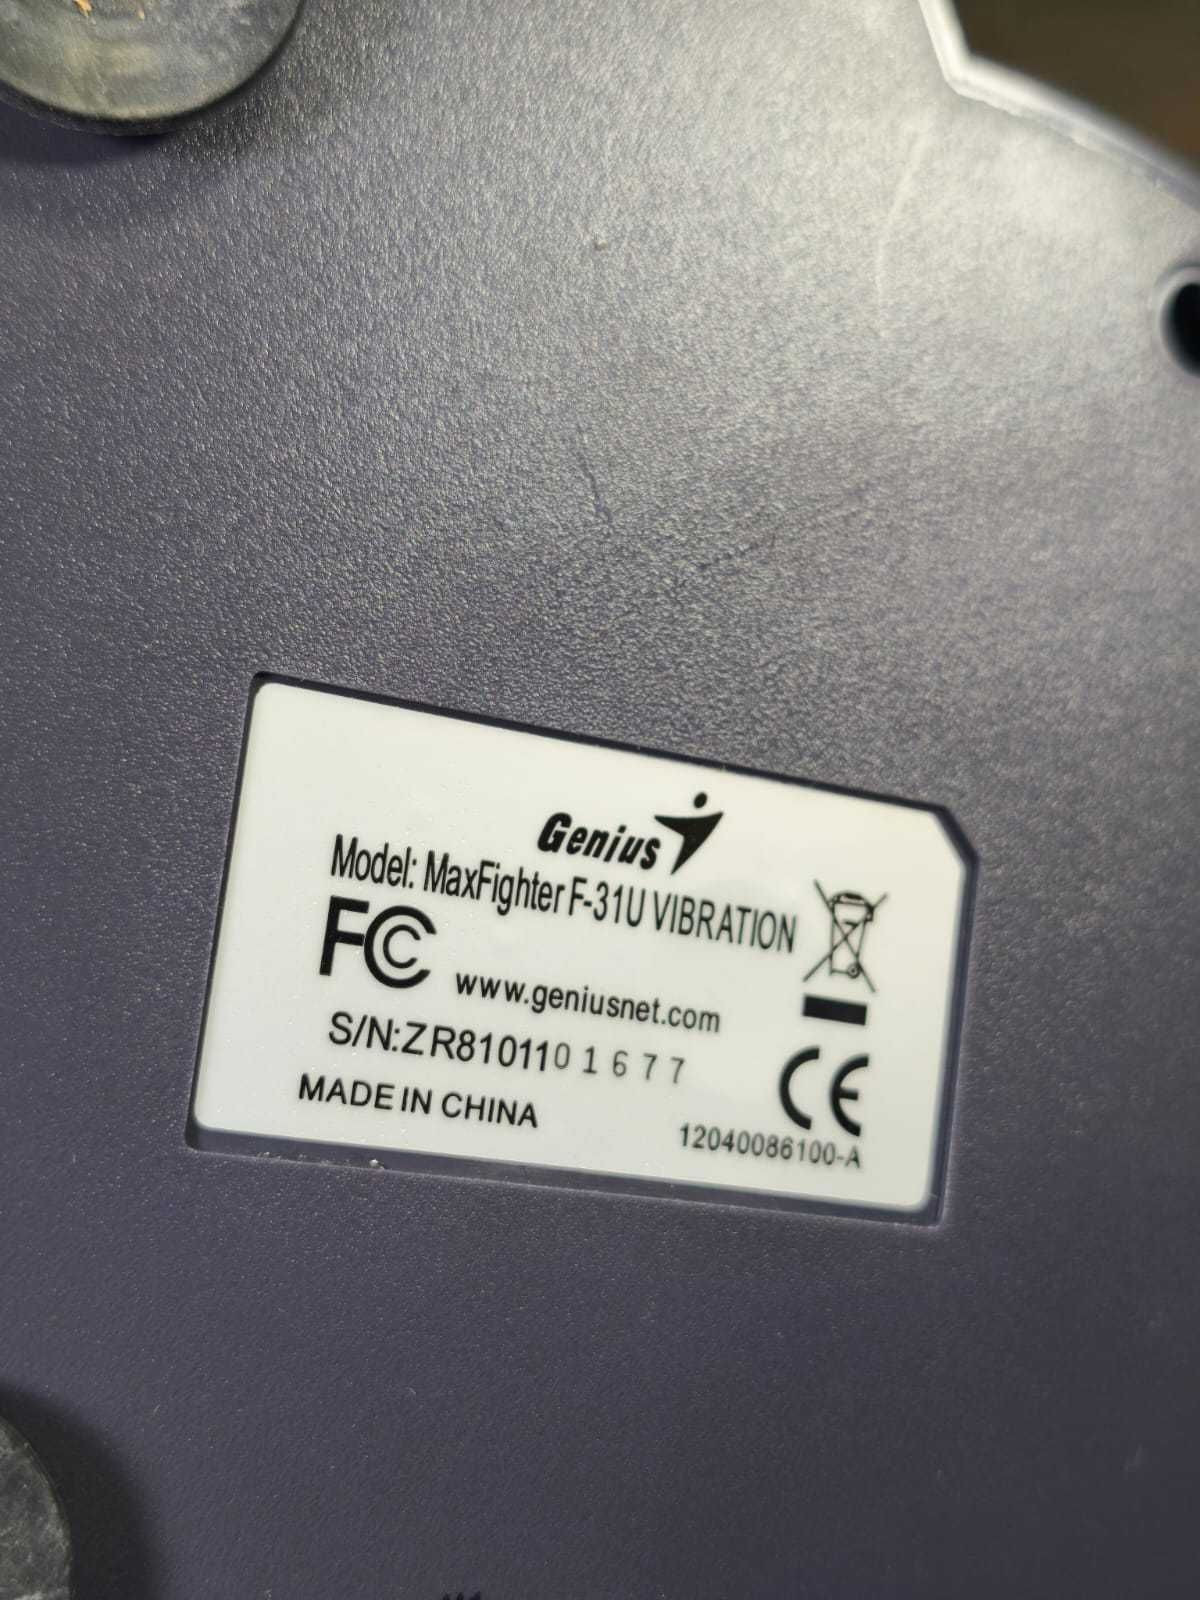 Genius
Model: MaxFighter F-31U VIBRATION
FC
www.geniusnet.com
S/N:ZR8101101677
CE
MADE IN CHINA
12040086100-A